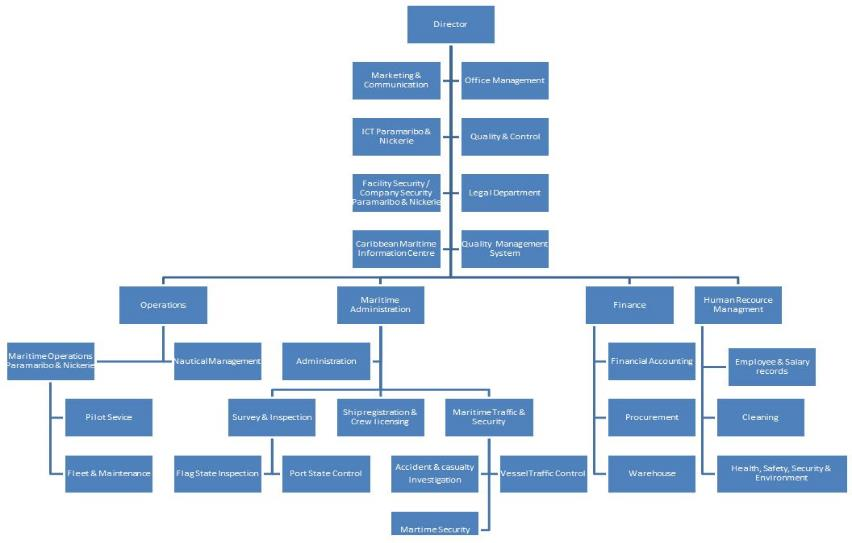 Director
Marketing &
Communication
Office Management
ICT Paramaribo &
Nickerie
Quality & Control
Facility Security /
Company Security
Paramaribo & Nickerie
Legal Department
Caribbean Maritime
Information Centre
Quality Management
System
Operations
Maritime
Administration
Finance
Human Recource
Managment
Maritime Operations
Paramaribo & Nickerie
Nautical Management
Administration
Financial Accounting
Employee & Salary
records
Pilot Sevice
Survey & Inspection
Ship registration &
Crew licensing
Maritime Traffic &
Security
Procurement
Cleaning
Fleet & Maintenance
Flag State Inspection
Port State Control
Accident & casualty
Investigation
Vessel Traffic Control
Warehouse
Health, Safety, Security &
Environment
Martime Security